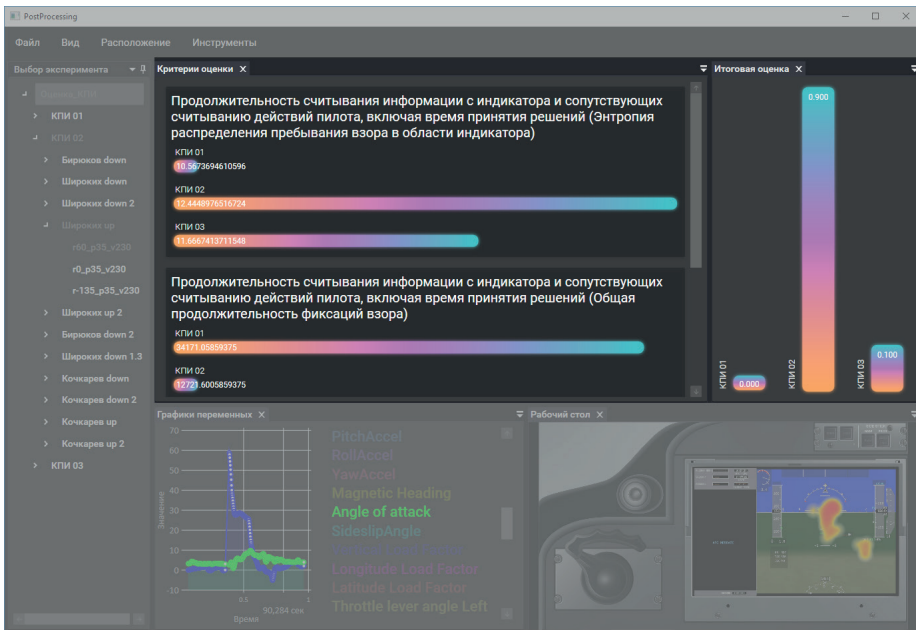 PostProcessing
Файл Вид Расположение Инструменты
Выбор эксперимента
Оценка КПИ
КПИ 01
КПИ 02
Бирюков down
Широких down
Широких down 2
Широких up
r60_p35_v230
r0_p35_v230
r-135_p35_v230
Широких up 2
Бирюков down 2
Широких down 1.3
Кочкарев down
Кочкарев down 2
Кочкарев up
Кочкарев up 2
КПИ 03
Критерии оценки X
Продолжительность считывания информации с индикатора и сопутствующих
считыванию действий пилота, включая время принятия решений (Энтропия
распределения пребывания взора в области индикатора)
КПИ 01
10.5673694610596
КПИ 02
12.4448976516724
КПИ 03
11.6667413711548
Продолжительность считывания информации с индикатора и сопутствующих
считыванию действий пилота, включая время принятия решений (Общая
продолжительность фиксаций взора)
КПИ 01
34171.05859375
КПИ 02
12721.6005859375
Итоговая оценка X
КПИ 01
0.000
КПИ 02
0.900
КПИ 03
0.100
Графики переменных X
Значение
70
60
50
40
30
20
10
0
-10
0.5 1
90,284 сек
Время
PitchAccel
RollAccel
YawAccel
Magnetic Heading
Angle of attack
SideslipAngle
Longitude Load Factor
Latitude Load Factor
Throttle lever angle Left
Рабочий стол X